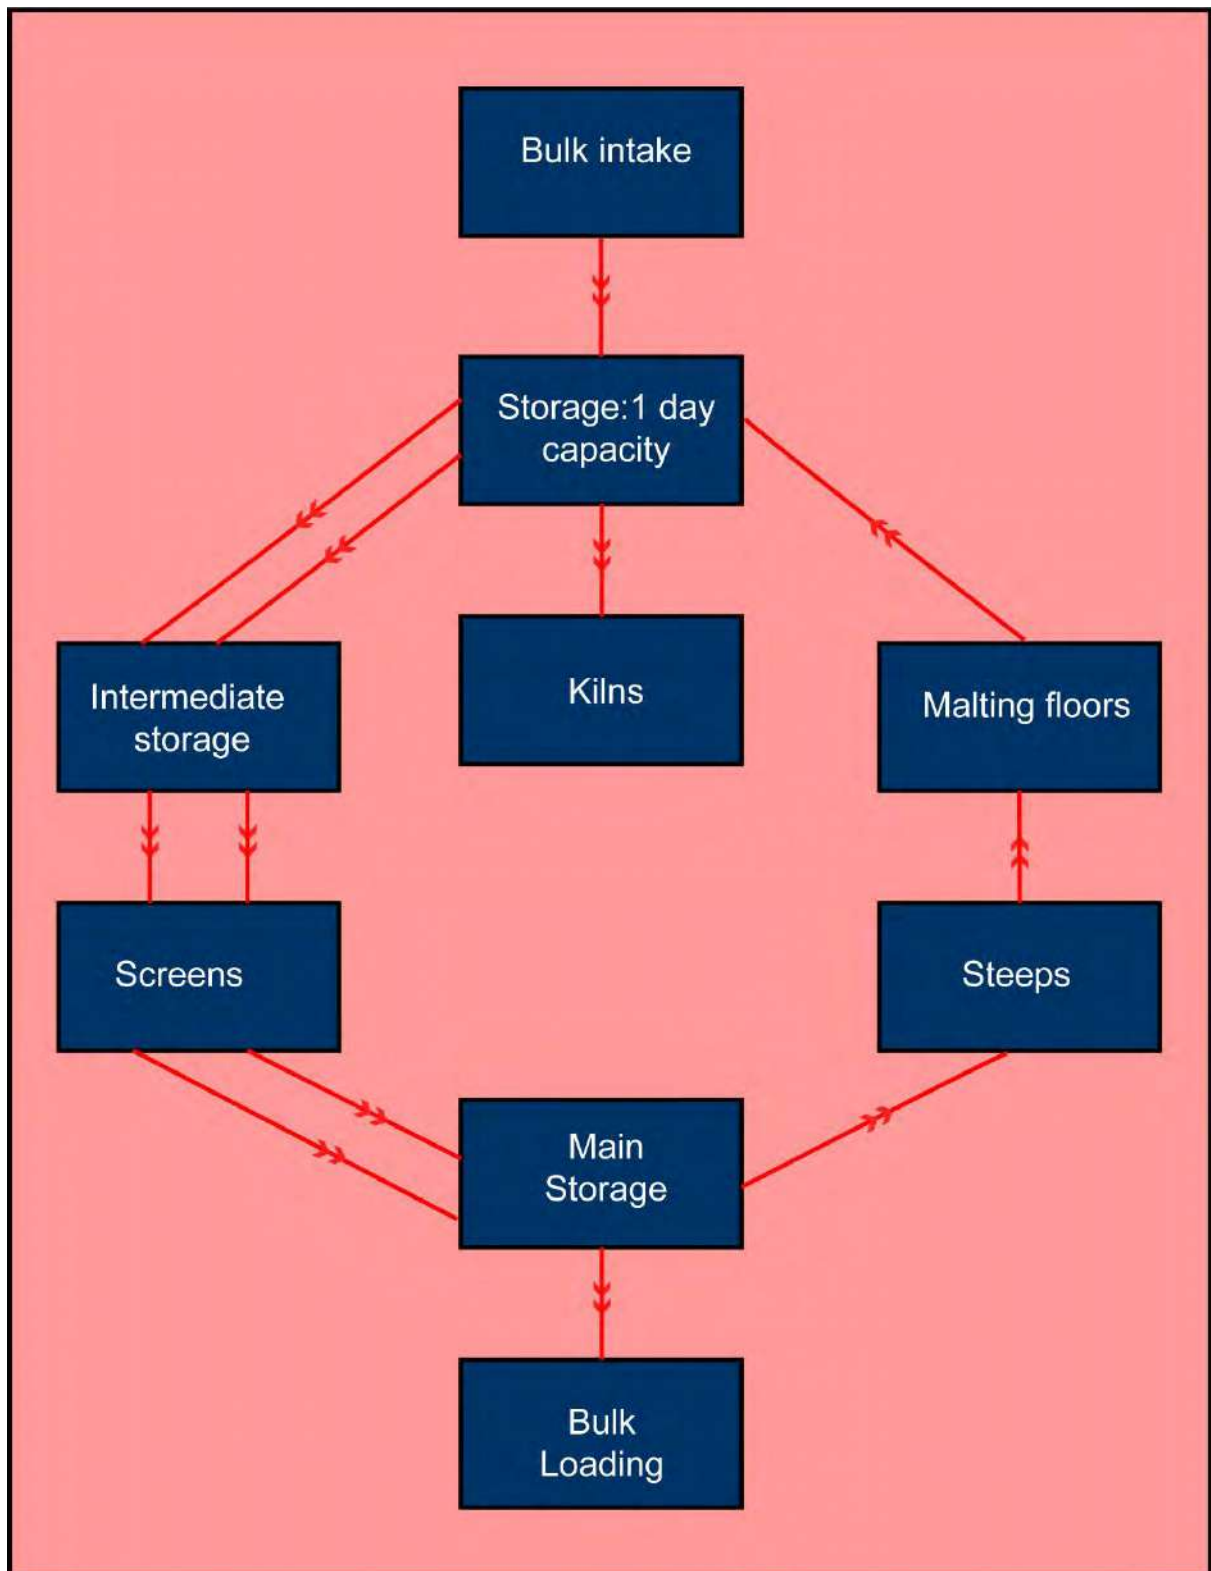 Bulk intake
Storage:1 day
capacity
Intermediate
storage
Kilns
Malting floors
Screens
Steeps
Main
Storage
Bulk
Loading